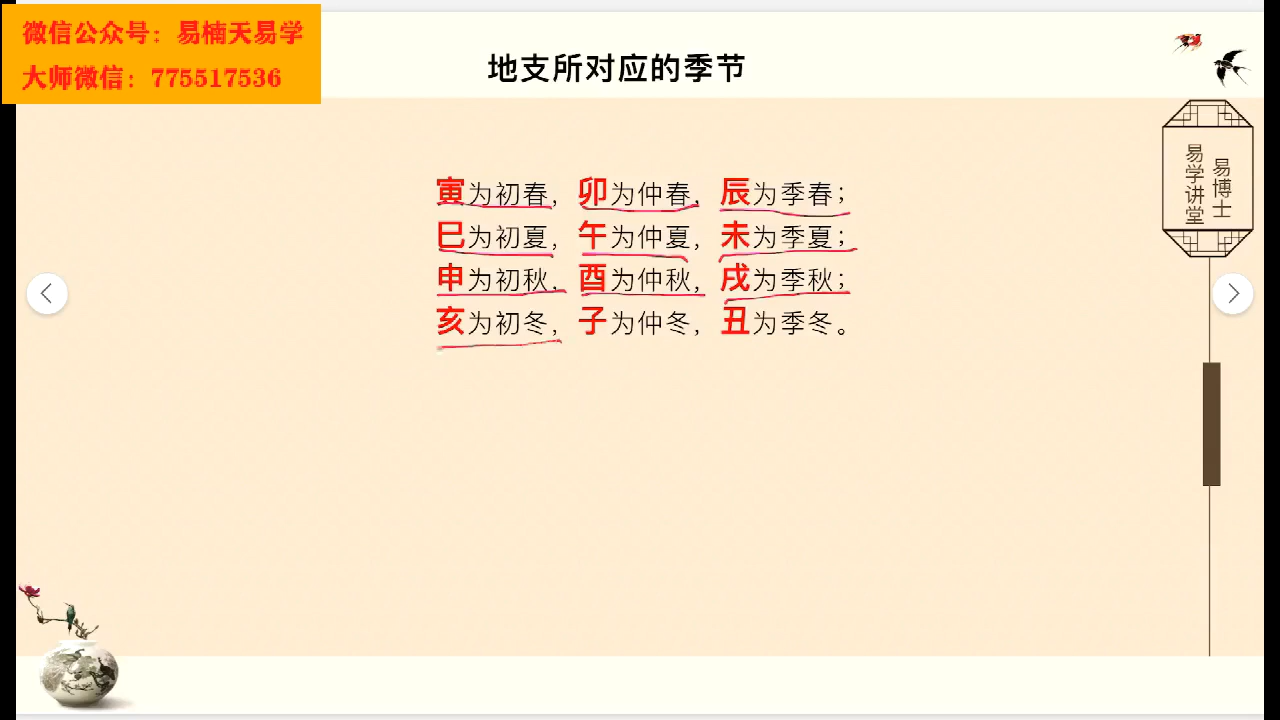 微信公众号：易楠天易学
大师微信：775517536
地支所对应的季节
易博士
易学讲堂
寅为初春，卯为仲春，辰为季春；
巳为初夏，午为仲夏，未为季夏；
申为初秋，酉为仲秋，戌为季秋；
亥为初冬，子为仲冬，丑为季冬。